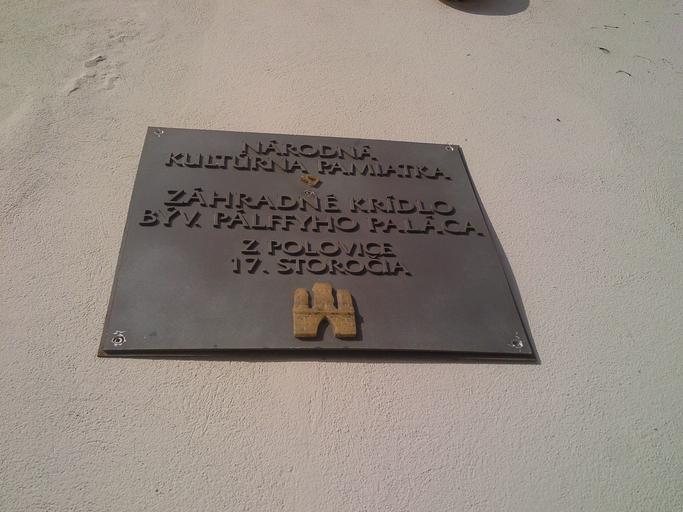 NÁRODNÁ
KULTÚRNA PAMIATKA
ZÁHRADNÉ KRÍDLO
BÝV. PÁLFFYHO PALÁCA
Z POLOVICE
17. STOROČIA